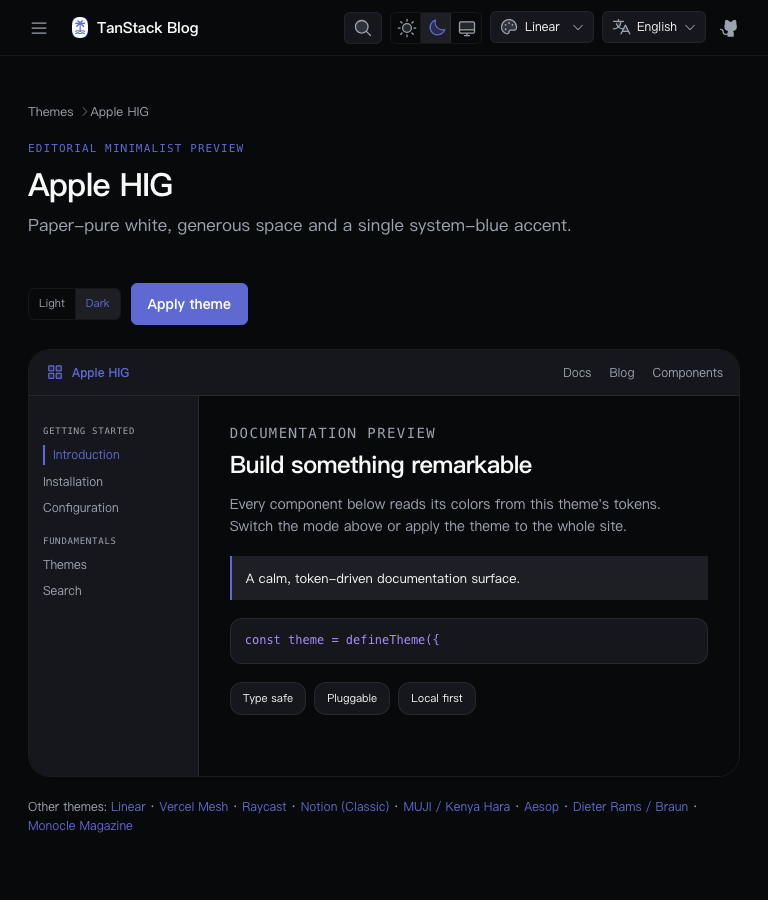 TanStack Blog
Linear
English
Themes > Apple HIG
EDITORIAL MINIMALIST PREVIEW
Apple HIG
Paper-pure white, generous space and a single system-blue accent.
Light
Dark
Apply theme
Apple HIG
Docs
Blog
Components
GETTING STARTED
Introduction
Installation
Configuration
FUNDAMENTALS
Themes
Search
DOCUMENTATION PREVIEW
Build something remarkable
Every component below reads its colors from this theme's tokens.
Switch the mode above or apply the theme to the whole site.
A calm, token-driven documentation surface.
const theme = defineTheme({
Type safe
Pluggable
Local first
Other themes: Linear · Vercel Mesh · Raycast · Notion (Classic) · MUJI / Kenya Hara · Aesop · Dieter Rams / Braun ·
Monocle Magazine